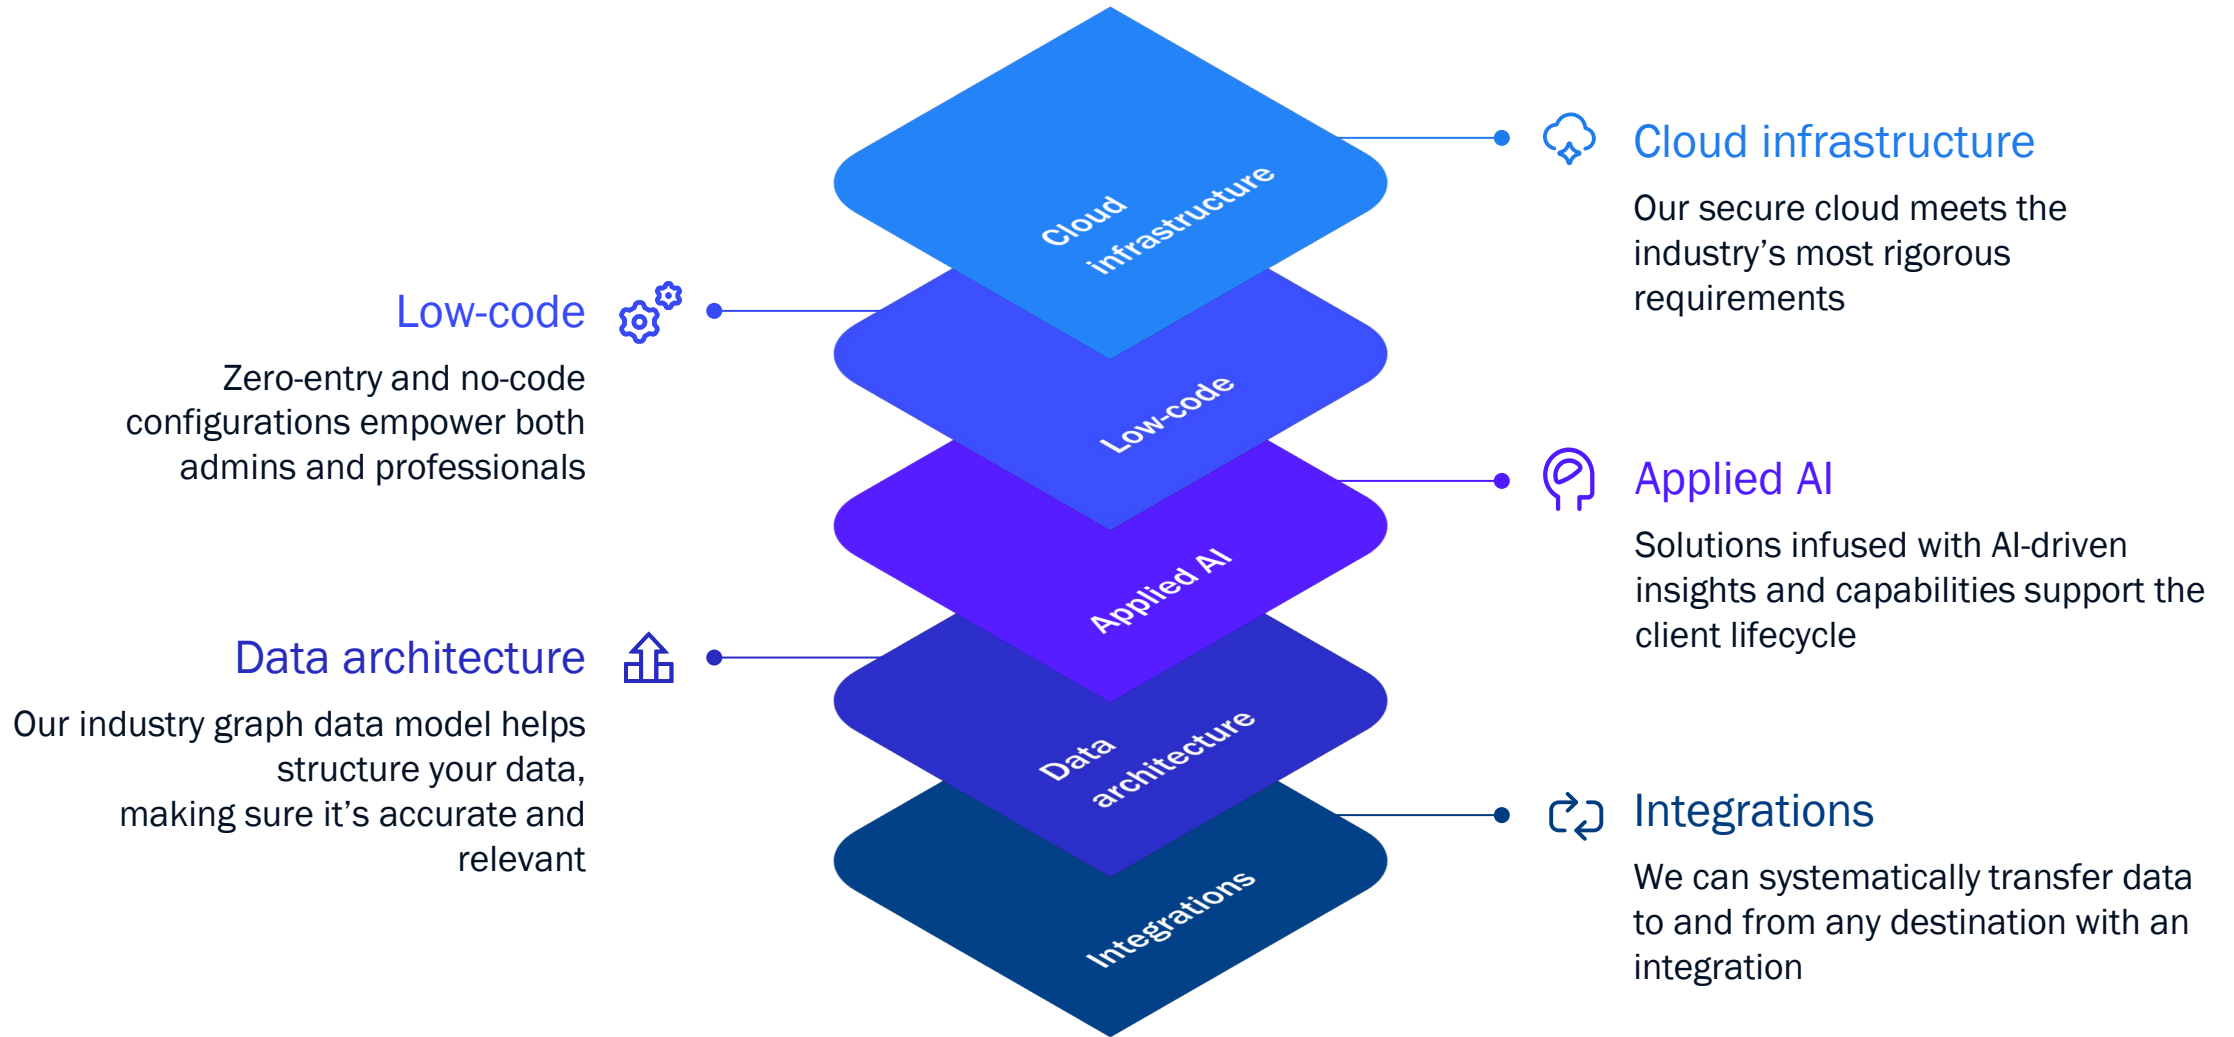 Cloud infrastructure
Our secure cloud meets the
industry’s most rigorous
requirements
Low-code
Zero-entry and no-code
configurations empower both
admins and professionals
Applied AI
Solutions infused with AI-driven
insights and capabilities support the
client lifecycle
Data architecture
Our industry graph data model helps
structure your data,
making sure it’s accurate and
relevant
Integrations
We can systematically transfer data
to and from any destination with an
integration
Cloud
infrastructure
Low-code
Applied AI
Data
architecture
Integrations